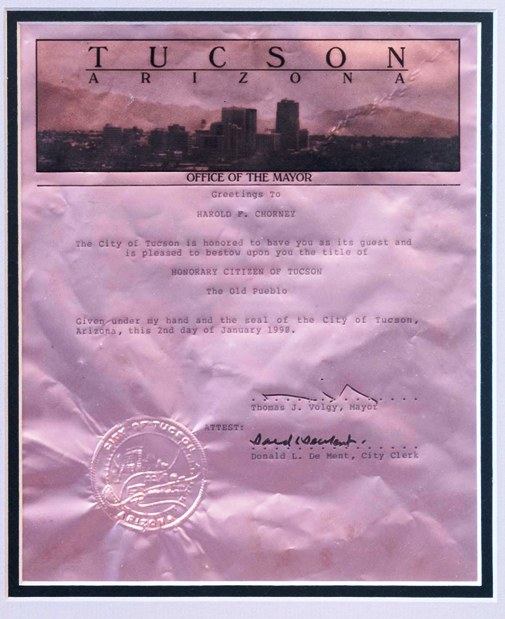 TUCSON
ARIZONA
OFFICE OF THE MAYOR
Greetings To
HAROLD P. CHORNEY
The City of Tucson is honored to have you as its guest and
is pleased to bestow upon you the title of
HONORARY CITIZEN OF TUCSON
The Old Pueblo
Given under my hand and the seal of the City of Tucson,
Arizona, this 2nd day of January 1990.
Thomas J. Volgy, Mayor
ATTEST:
Donald L. De Ment, City Clerk
CITY OF TUCSON
ARIZONA